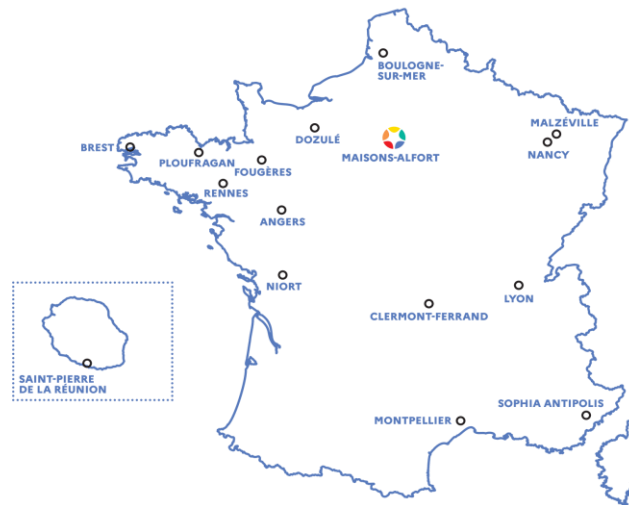 BOULOGNE-
SUR-MER
MALZÉVILLE
DOZULÉ
MAISONS-ALFORT
NANCY
BREST
PLOUFRAGAN
FOUGÈRES
RENNES
ANGERS
NIORT
LYON
CLERMONT-FERRAND
SAINT-PIERRE
DE LA RÉUNION
SOPHIA ANTIPOLIS
MONTPELLIER